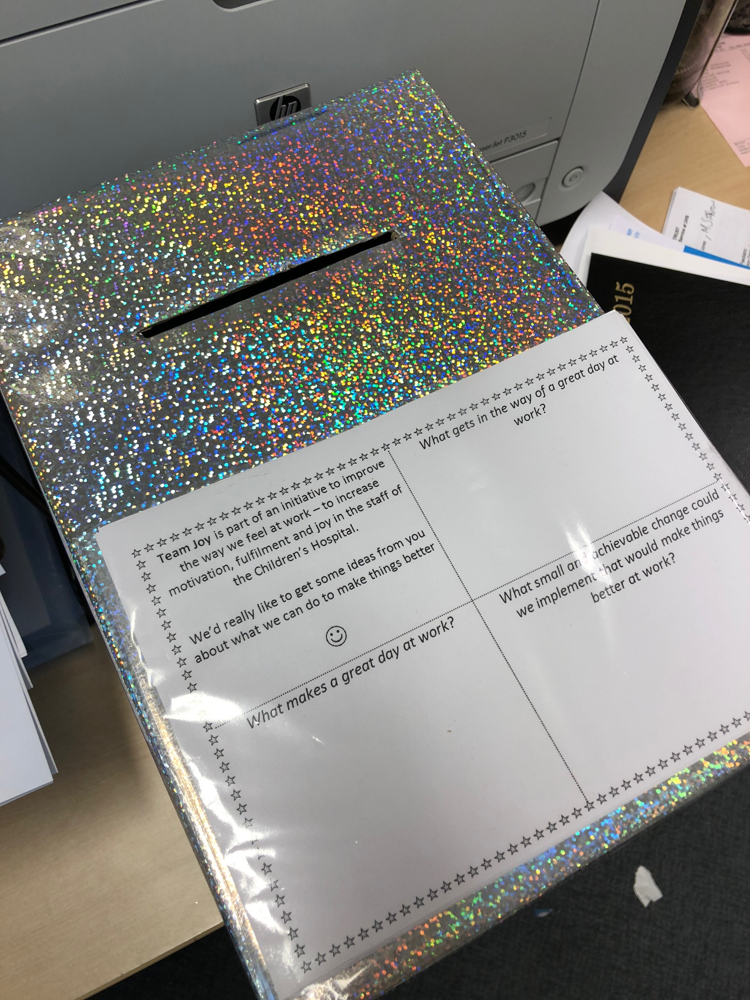 hp
LaserJet P3015
2015
TRUST
Team Joy is part of an initiative to improve
the way we feel at work – to increase
motivation, fulfilment and joy in the staff of
the Children's Hospital.
We'd really like to get some ideas from you
about what we can do to make things better
What gets in the way of a great day at
work?
What makes a great day at work?
What small and achievable change could
we implement that would make things
better at work?